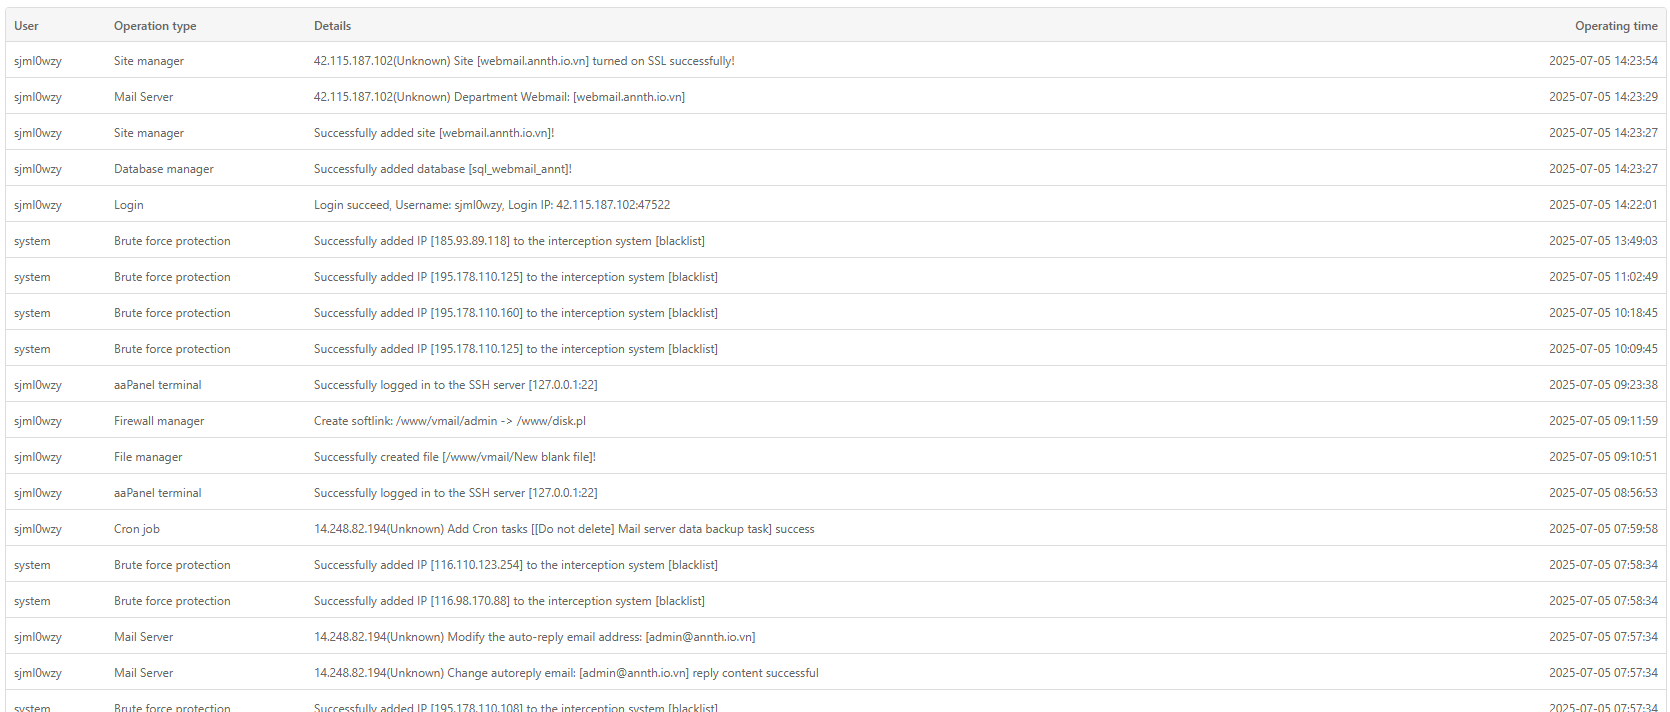 User Operation type Details Operating time
sjml0wzy Site manager 42.115.187.102(Unknown) Site [webmail.annth.io.vn] turned on SSL successfully! 2025-07-05 14:23:54
sjml0wzy Mail Server 42.115.187.102(Unknown) Department Webmail: [webmail.annth.io.vn] 2025-07-05 14:23:29
sjml0wzy Site manager Successfully added site [webmail.annth.io.vn]! 2025-07-05 14:23:27
sjml0wzy Database manager Successfully added database [sql_webmail_annt]! 2025-07-05 14:23:27
sjml0wzy Login Login succeed, Username: sjml0wzy, Login IP: 42.115.187.102:47522 2025-07-05 14:22:01
system Brute force protection Successfully added IP [185.93.89.118] to the interception system [blacklist] 2025-07-05 13:49:03
system Brute force protection Successfully added IP [195.178.110.125] to the interception system [blacklist] 2025-07-05 11:02:49
system Brute force protection Successfully added IP [195.178.110.160] to the interception system [blacklist] 2025-07-05 10:18:45
system Brute force protection Successfully added IP [195.178.110.125] to the interception system [blacklist] 2025-07-05 10:09:45
sjml0wzy aaPanel terminal Successfully logged in to the SSH server [127.0.0.1:22] 2025-07-05 09:23:38
sjml0wzy Firewall manager Create softlink: /www/vmail/admin -> /www/disk.pl 2025-07-05 09:11:59
sjml0wzy File manager Successfully created file [/www/vmail/New blank file]! 2025-07-05 09:10:51
sjml0wzy aaPanel terminal Successfully logged in to the SSH server [127.0.0.1:22] 2025-07-05 08:56:53
sjml0wzy Cron job 14.248.82.194(Unknown) Add Cron tasks [[Do not delete] Mail server data backup task] success 2025-07-05 07:59:58
system Brute force protection Successfully added IP [116.110.123.254] to the interception system [blacklist] 2025-07-05 07:58:34
system Brute force protection Successfully added IP [116.98.170.88] to the interception system [blacklist] 2025-07-05 07:58:34
sjml0wzy Mail Server 14.248.82.194(Unknown) Modify the auto-reply email address: [admin@annth.io.vn] 2025-07-05 07:57:34
sjml0wzy Mail Server 14.248.82.194(Unknown) Change autoreply email: [admin@annth.io.vn] reply content successful 2025-07-05 07:57:34
system Brute force protection Successfully added IP [195.178.110.108] to the interception system [blacklist] 2025-07-05 07:57:34